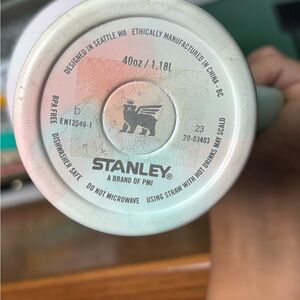 DESIGNED IN SEATTLE WA ETHICALLY MANUFACTURED IN CHINA - BC
40oz / 1.18L
BPA FREE
b
EN12546-1
23
20-03403
STANLEY®
A BRAND OF PMI
DISHWASHER SAFE DO NOT MICROWAVE USING STRAW WITH HOT DRINKS MAY SCALD